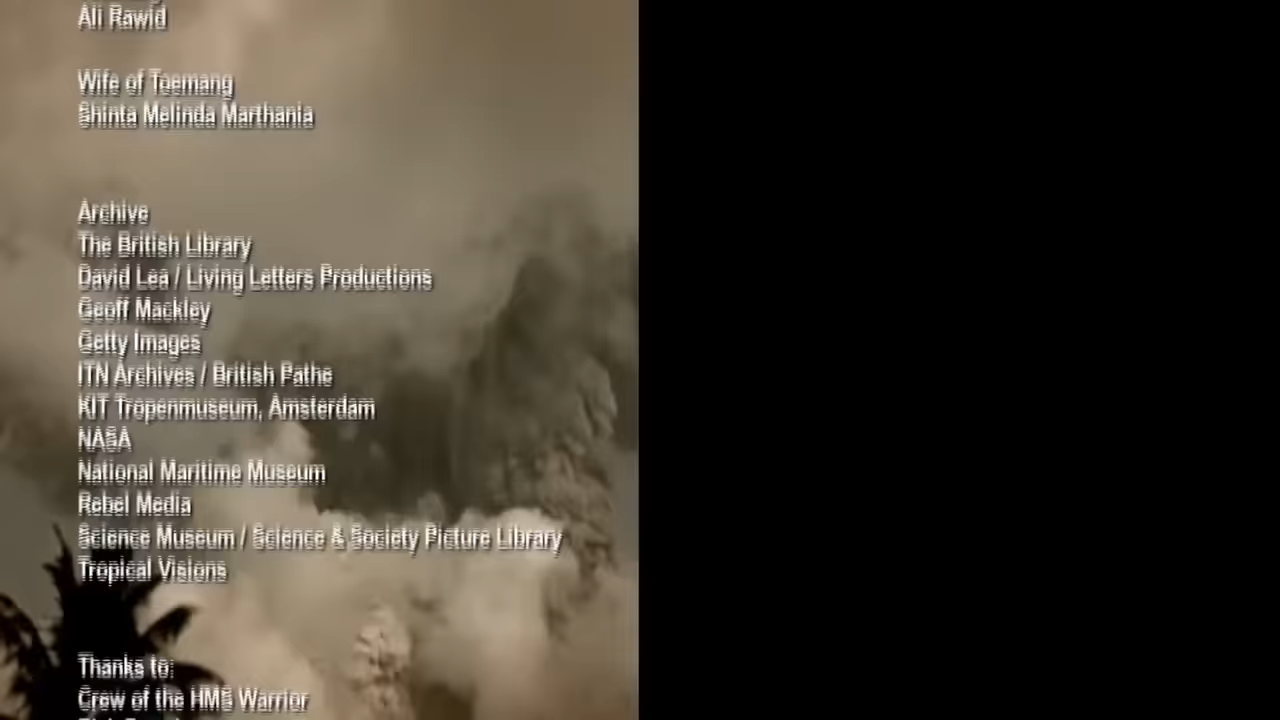 Ali Rawid
Wife of Toemang
Shinta Melinda Marthania
Archive
The British Library
David Lea / Living Letters Productions
Geoff Mackley
Getty Images
ITN Archives / British Pathe
KIT Tropenmuseum, Amsterdam
NASA
National Maritime Museum
Rebel Media
Science Museum / Science & Society Picture Library
Tropical Visions
Thanks to:
Crew of the HMS Warrior